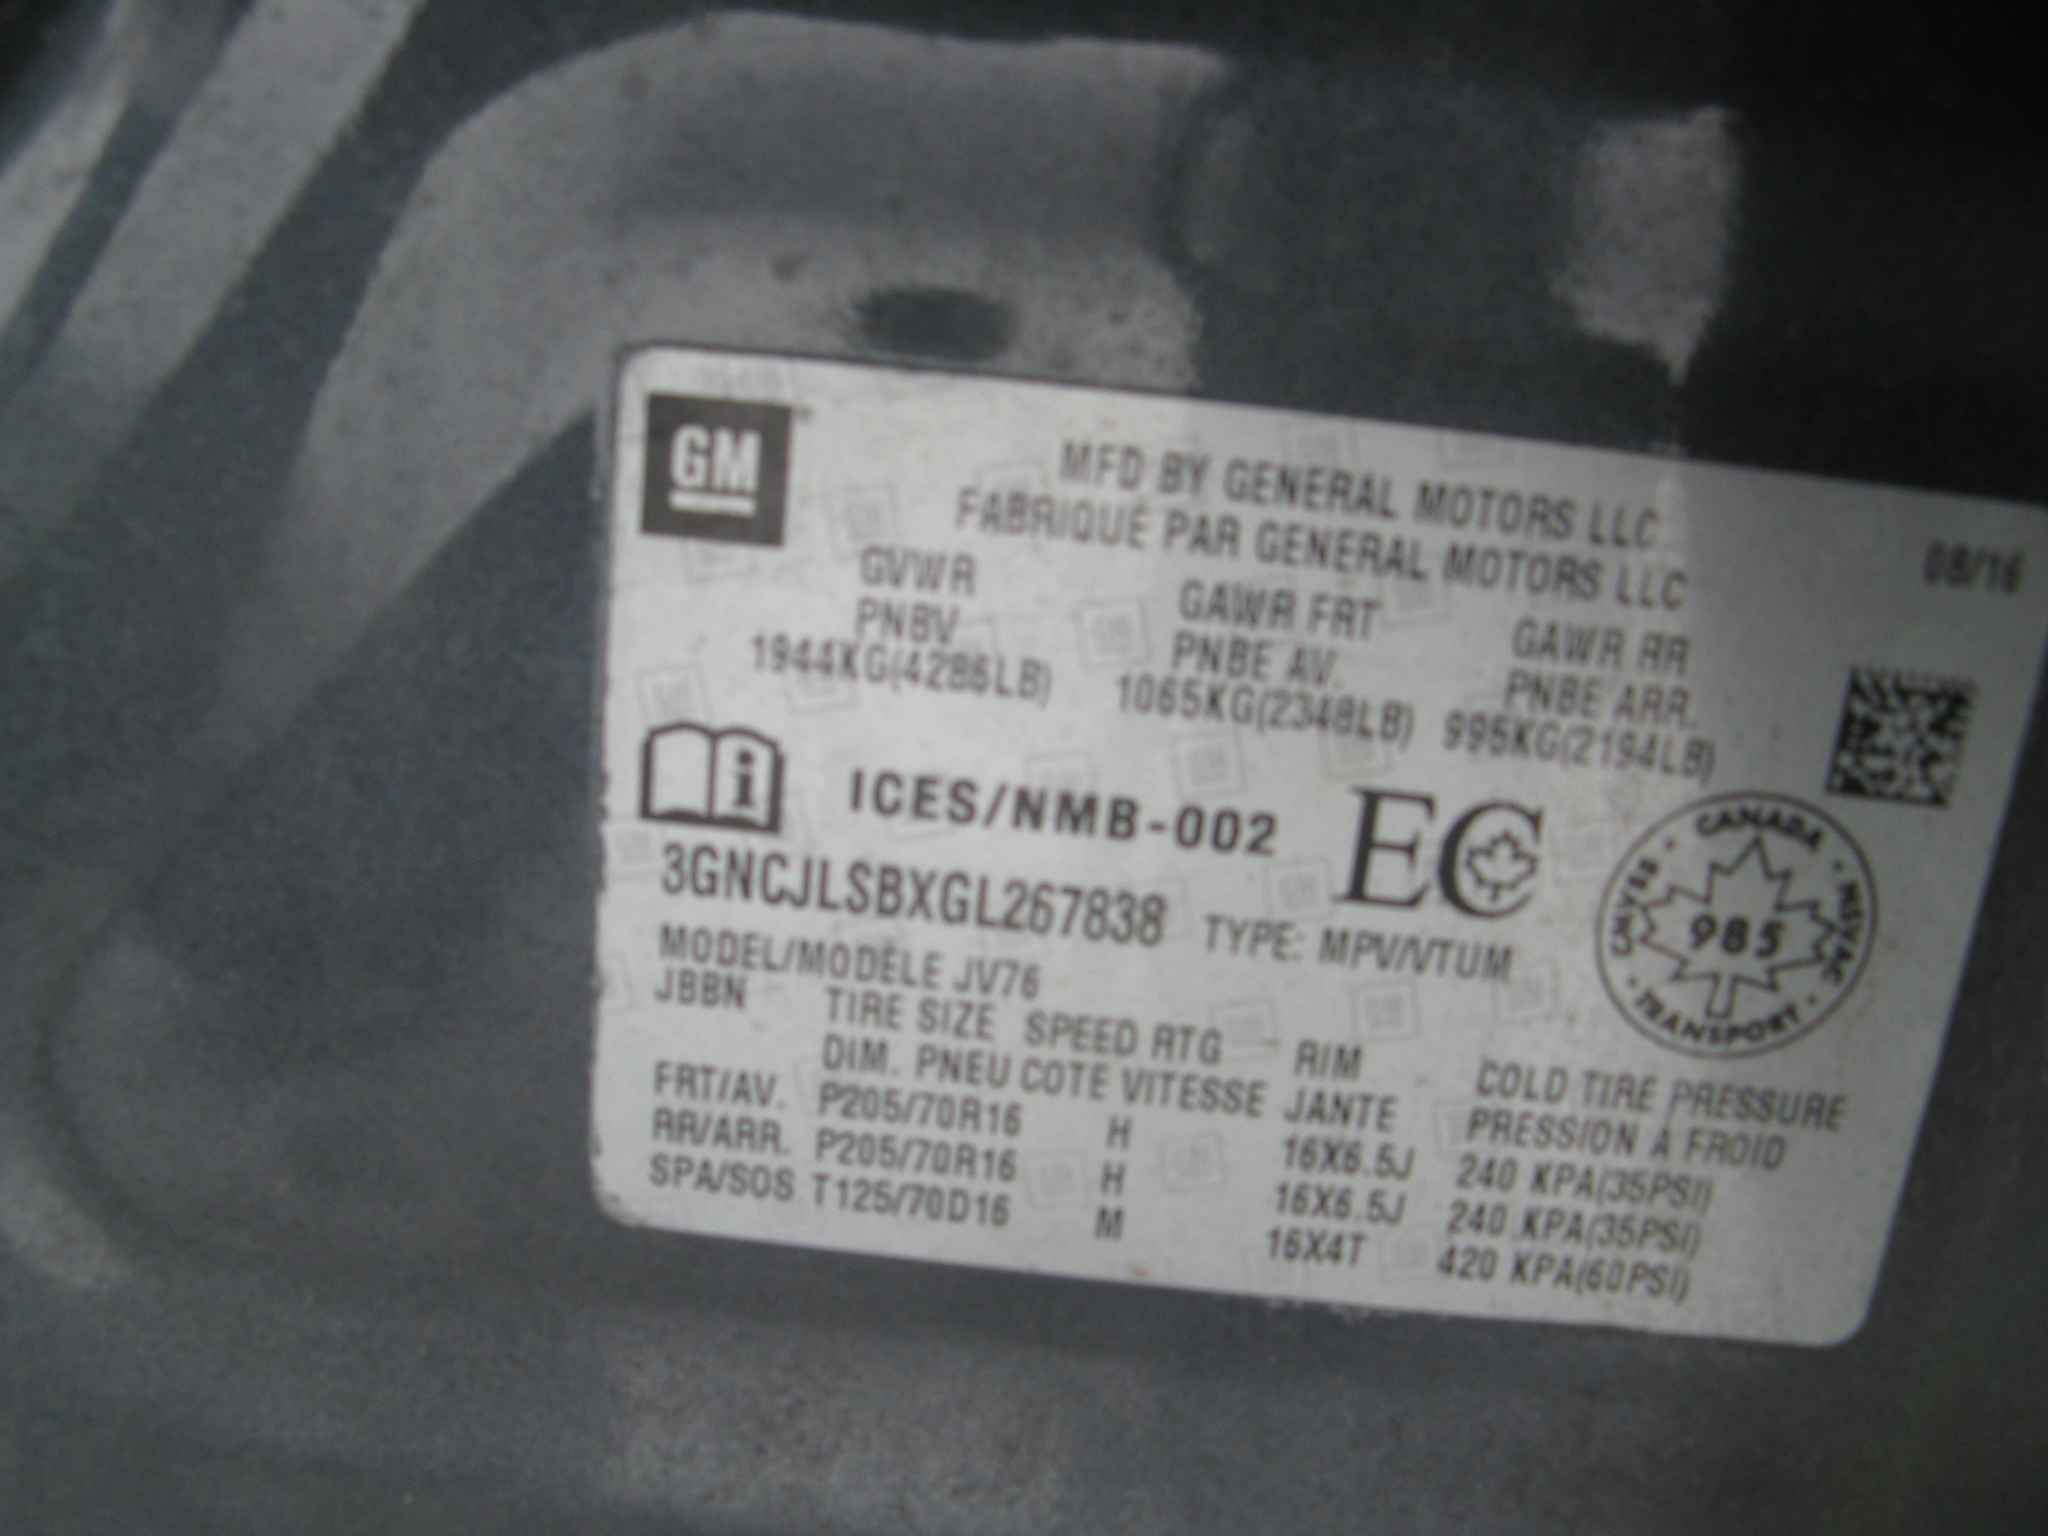 GM
MFD BY GENERAL MOTORS LLC
FABRIQUÉ PAR GENERAL MOTORS LLC
08/16
GVWR GAWR FRT GAWR RR
PNBV PNBE AV. PNBE ARR.
1944KG(4286LB) 1065KG(2348LB) 995KG(2194LB)
i ICES/NMB-002 EC
3GNCJLSBXGL267838 TYPE: MPV/VTUM
CANADA
CMVSS 985 NSVAC
TRANSPORT
MODEL/MODÈLE JV76
JBBN TIRE SIZE SPEED RTG RIM COLD TIRE PRESSURE
DIM. PNEU COTE VITESSE JANTE PRESSION À FROID
FRT/AV. P205/70R16 H 16X6.5J 240 KPA(35PSI)
RR/ARR. P205/70R16 H 16X6.5J 240 KPA(35PSI)
SPA/SOS T125/70D16 M 16X4T 420 KPA(60PSI)